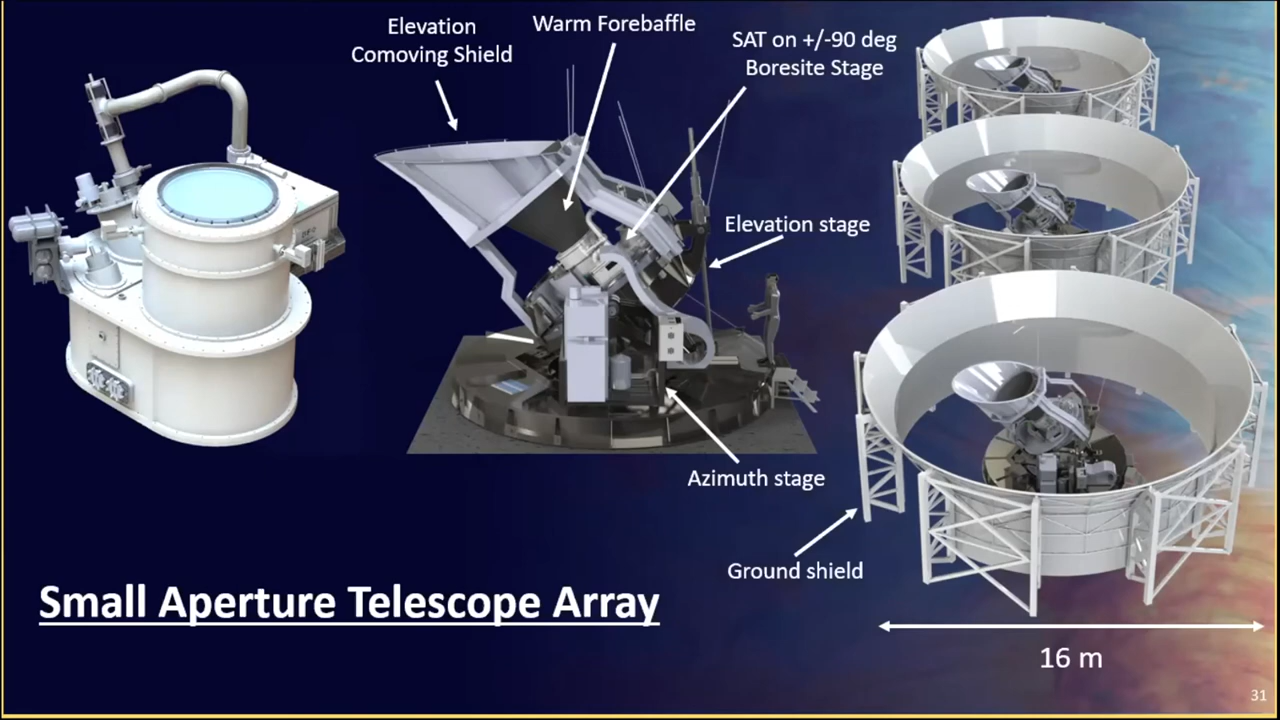 Elevation
Comoving Shield
Warm Forebaffle
SAT on +/-90 deg
Boresite Stage
Elevation stage
Azimuth stage
Ground shield
Small Aperture Telescope Array
16 m
31